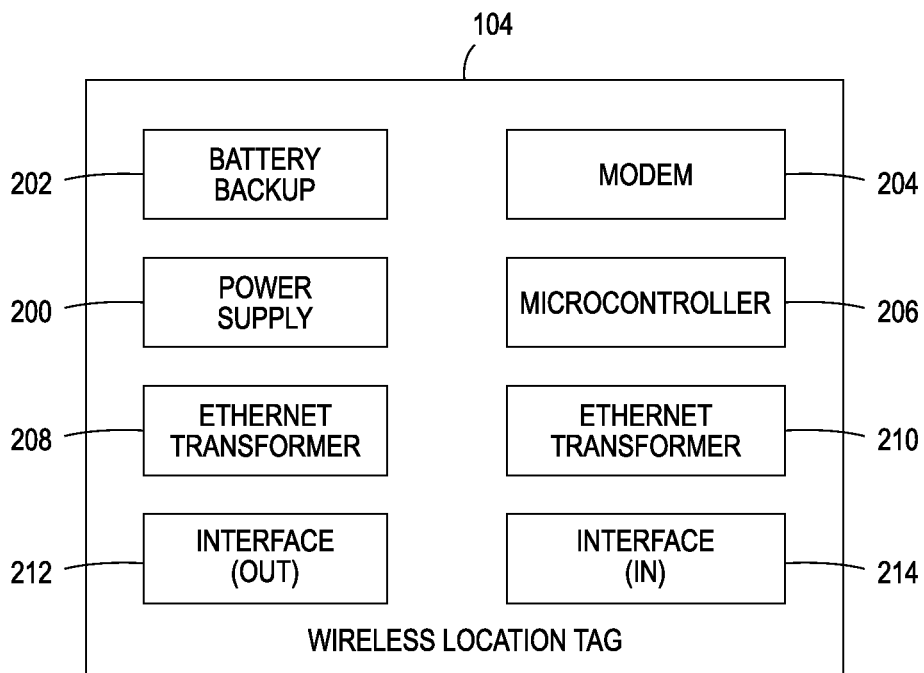 104
202
BATTERY
BACKUP
MODEM
204
200
POWER
SUPPLY
MICROCONTROLLER
206
208
ETHERNET
TRANSFORMER
ETHERNET
TRANSFORMER
210
212
INTERFACE
(OUT)
INTERFACE
(IN)
214
WIRELESS LOCATION TAG